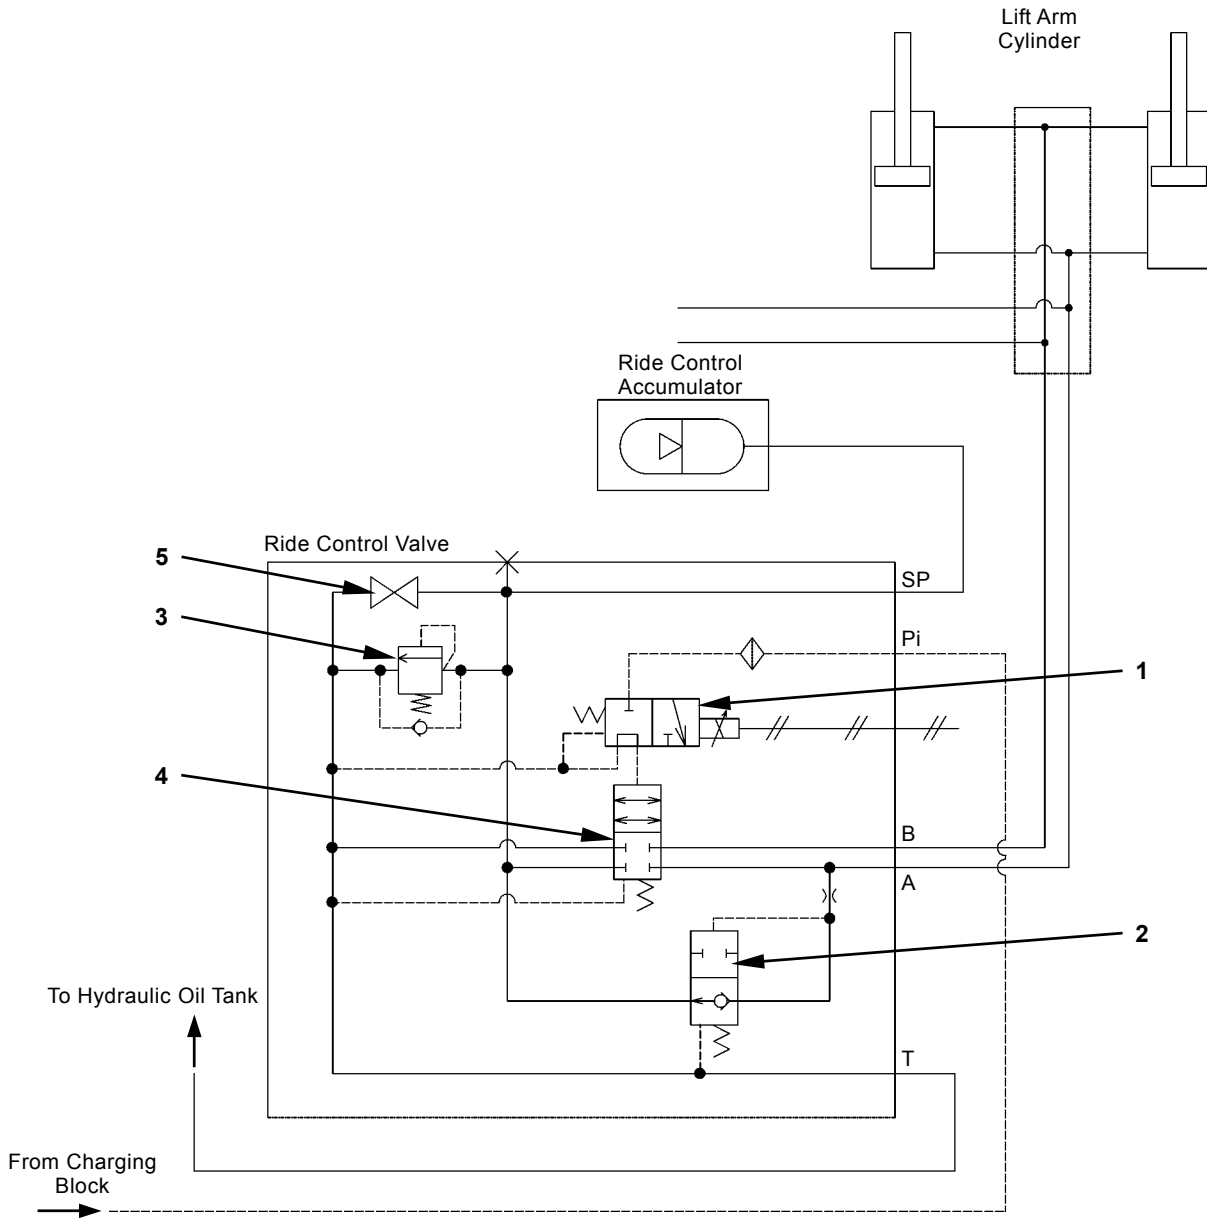 Lift Arm
Cylinder
Ride Control
Accumulator
Ride Control Valve
5
SP
3
Pi
1
4
B
A
2
To Hydraulic Oil Tank
T
From Charging
Block